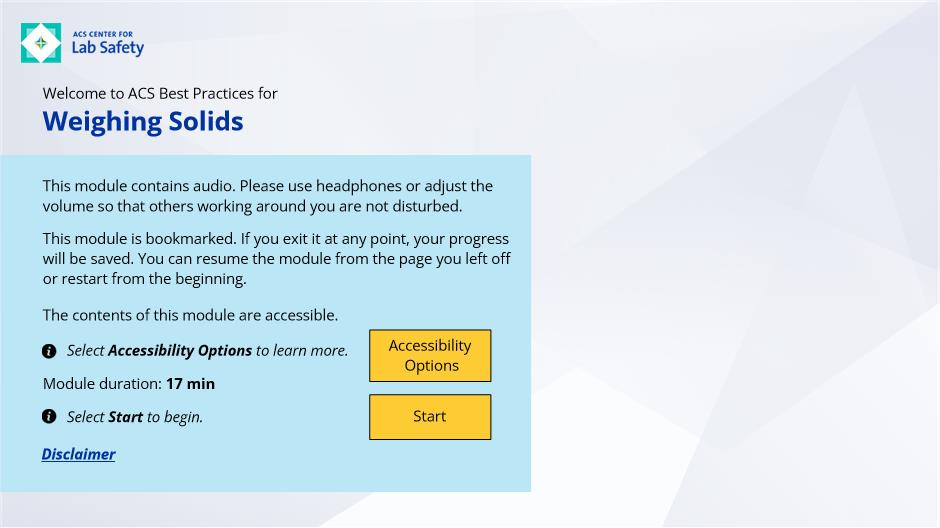 ACS CENTER FOR
Lab Safety
Welcome to ACS Best Practices for
Weighing Solids
This module contains audio. Please use headphones or adjust the
volume so that others working around you are not disturbed.
This module is bookmarked. If you exit it at any point, your progress
will be saved. You can resume the module from the page you left off
or restart from the beginning.
The contents of this module are accessible.
Select Accessibility Options to learn more.
Accessibility
Options
Module duration: 17 min
Select Start to begin.
Start
Disclaimer